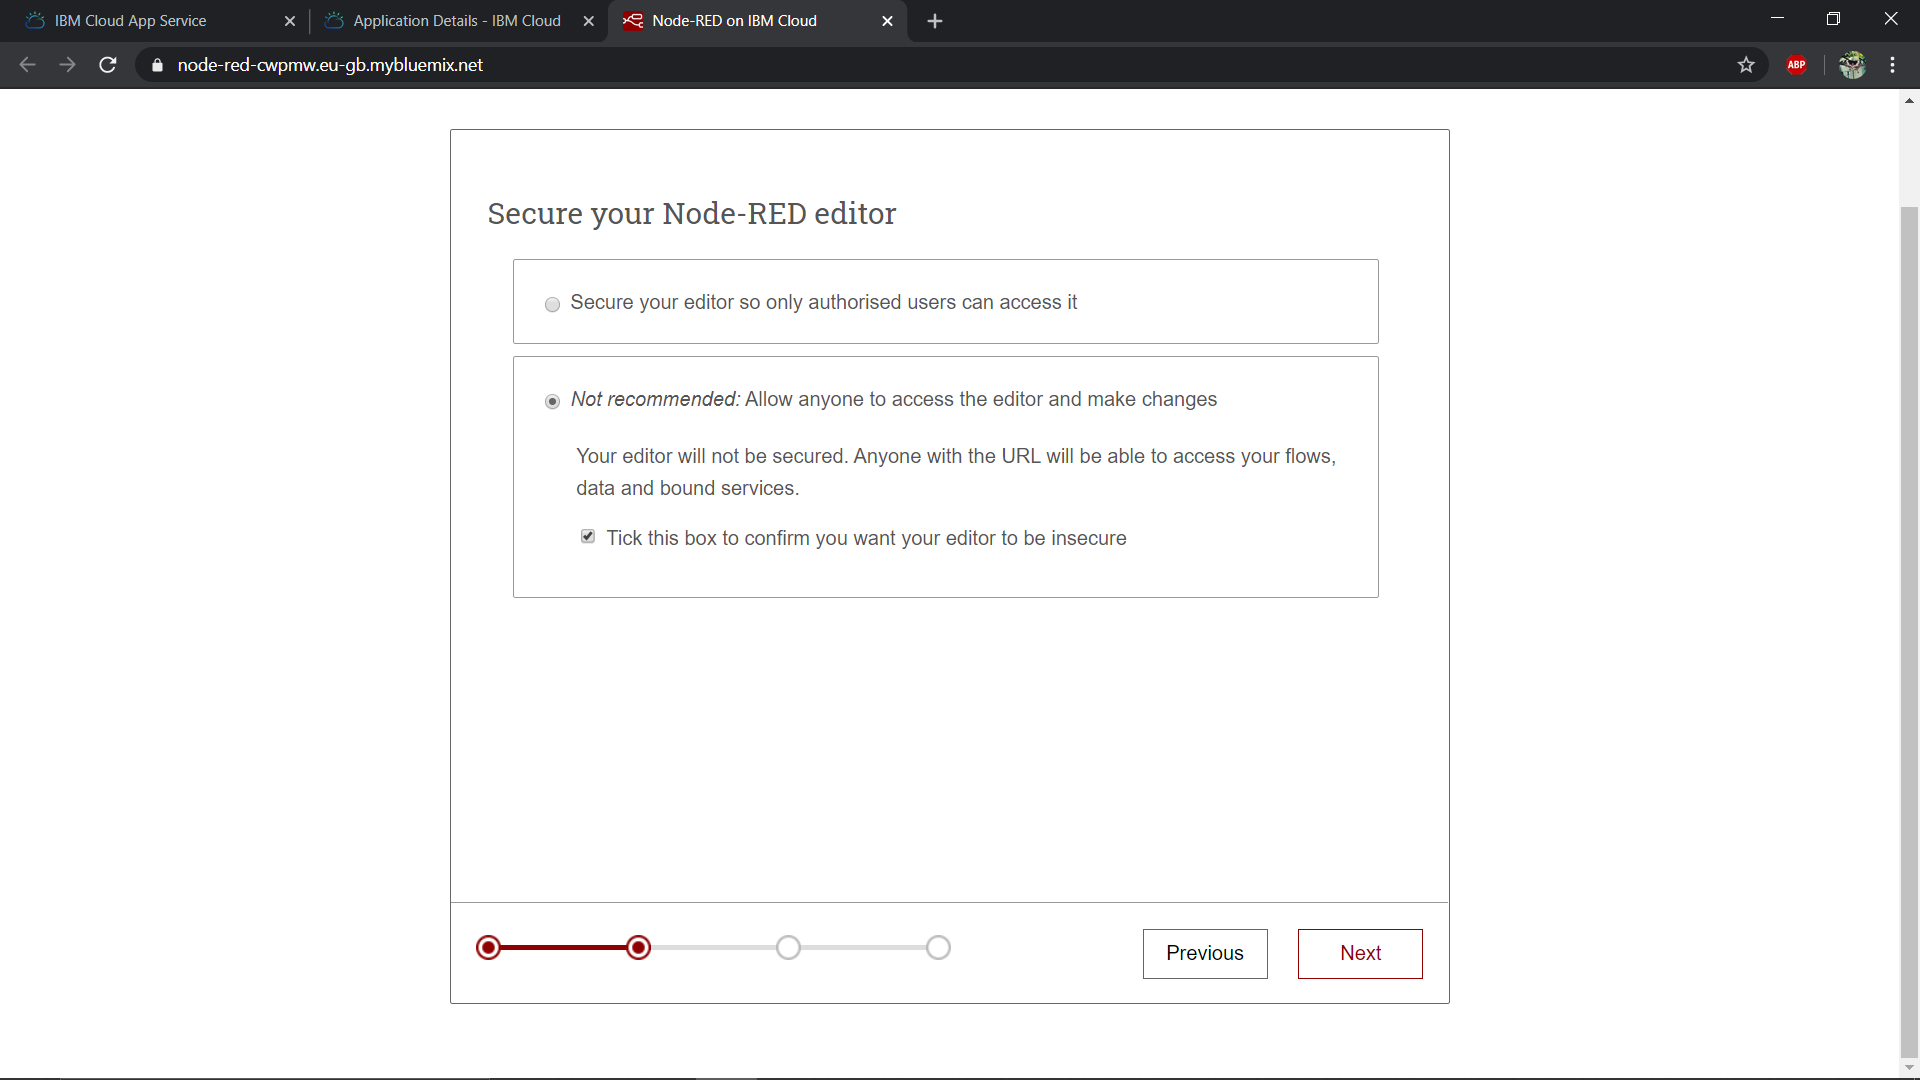 IBM Cloud App Service
Application Details - IBM Cloud
Node-RED on IBM Cloud
node-red-cwpmw.eu-gb.mybluemix.net
ABP
Secure your Node-RED editor
Secure your editor so only authorised users can access it
Not recommended: Allow anyone to access the editor and make changes
Your editor will not be secured. Anyone with the URL will be able to access your flows,
data and bound services.
Tick this box to confirm you want your editor to be insecure
Previous
Next